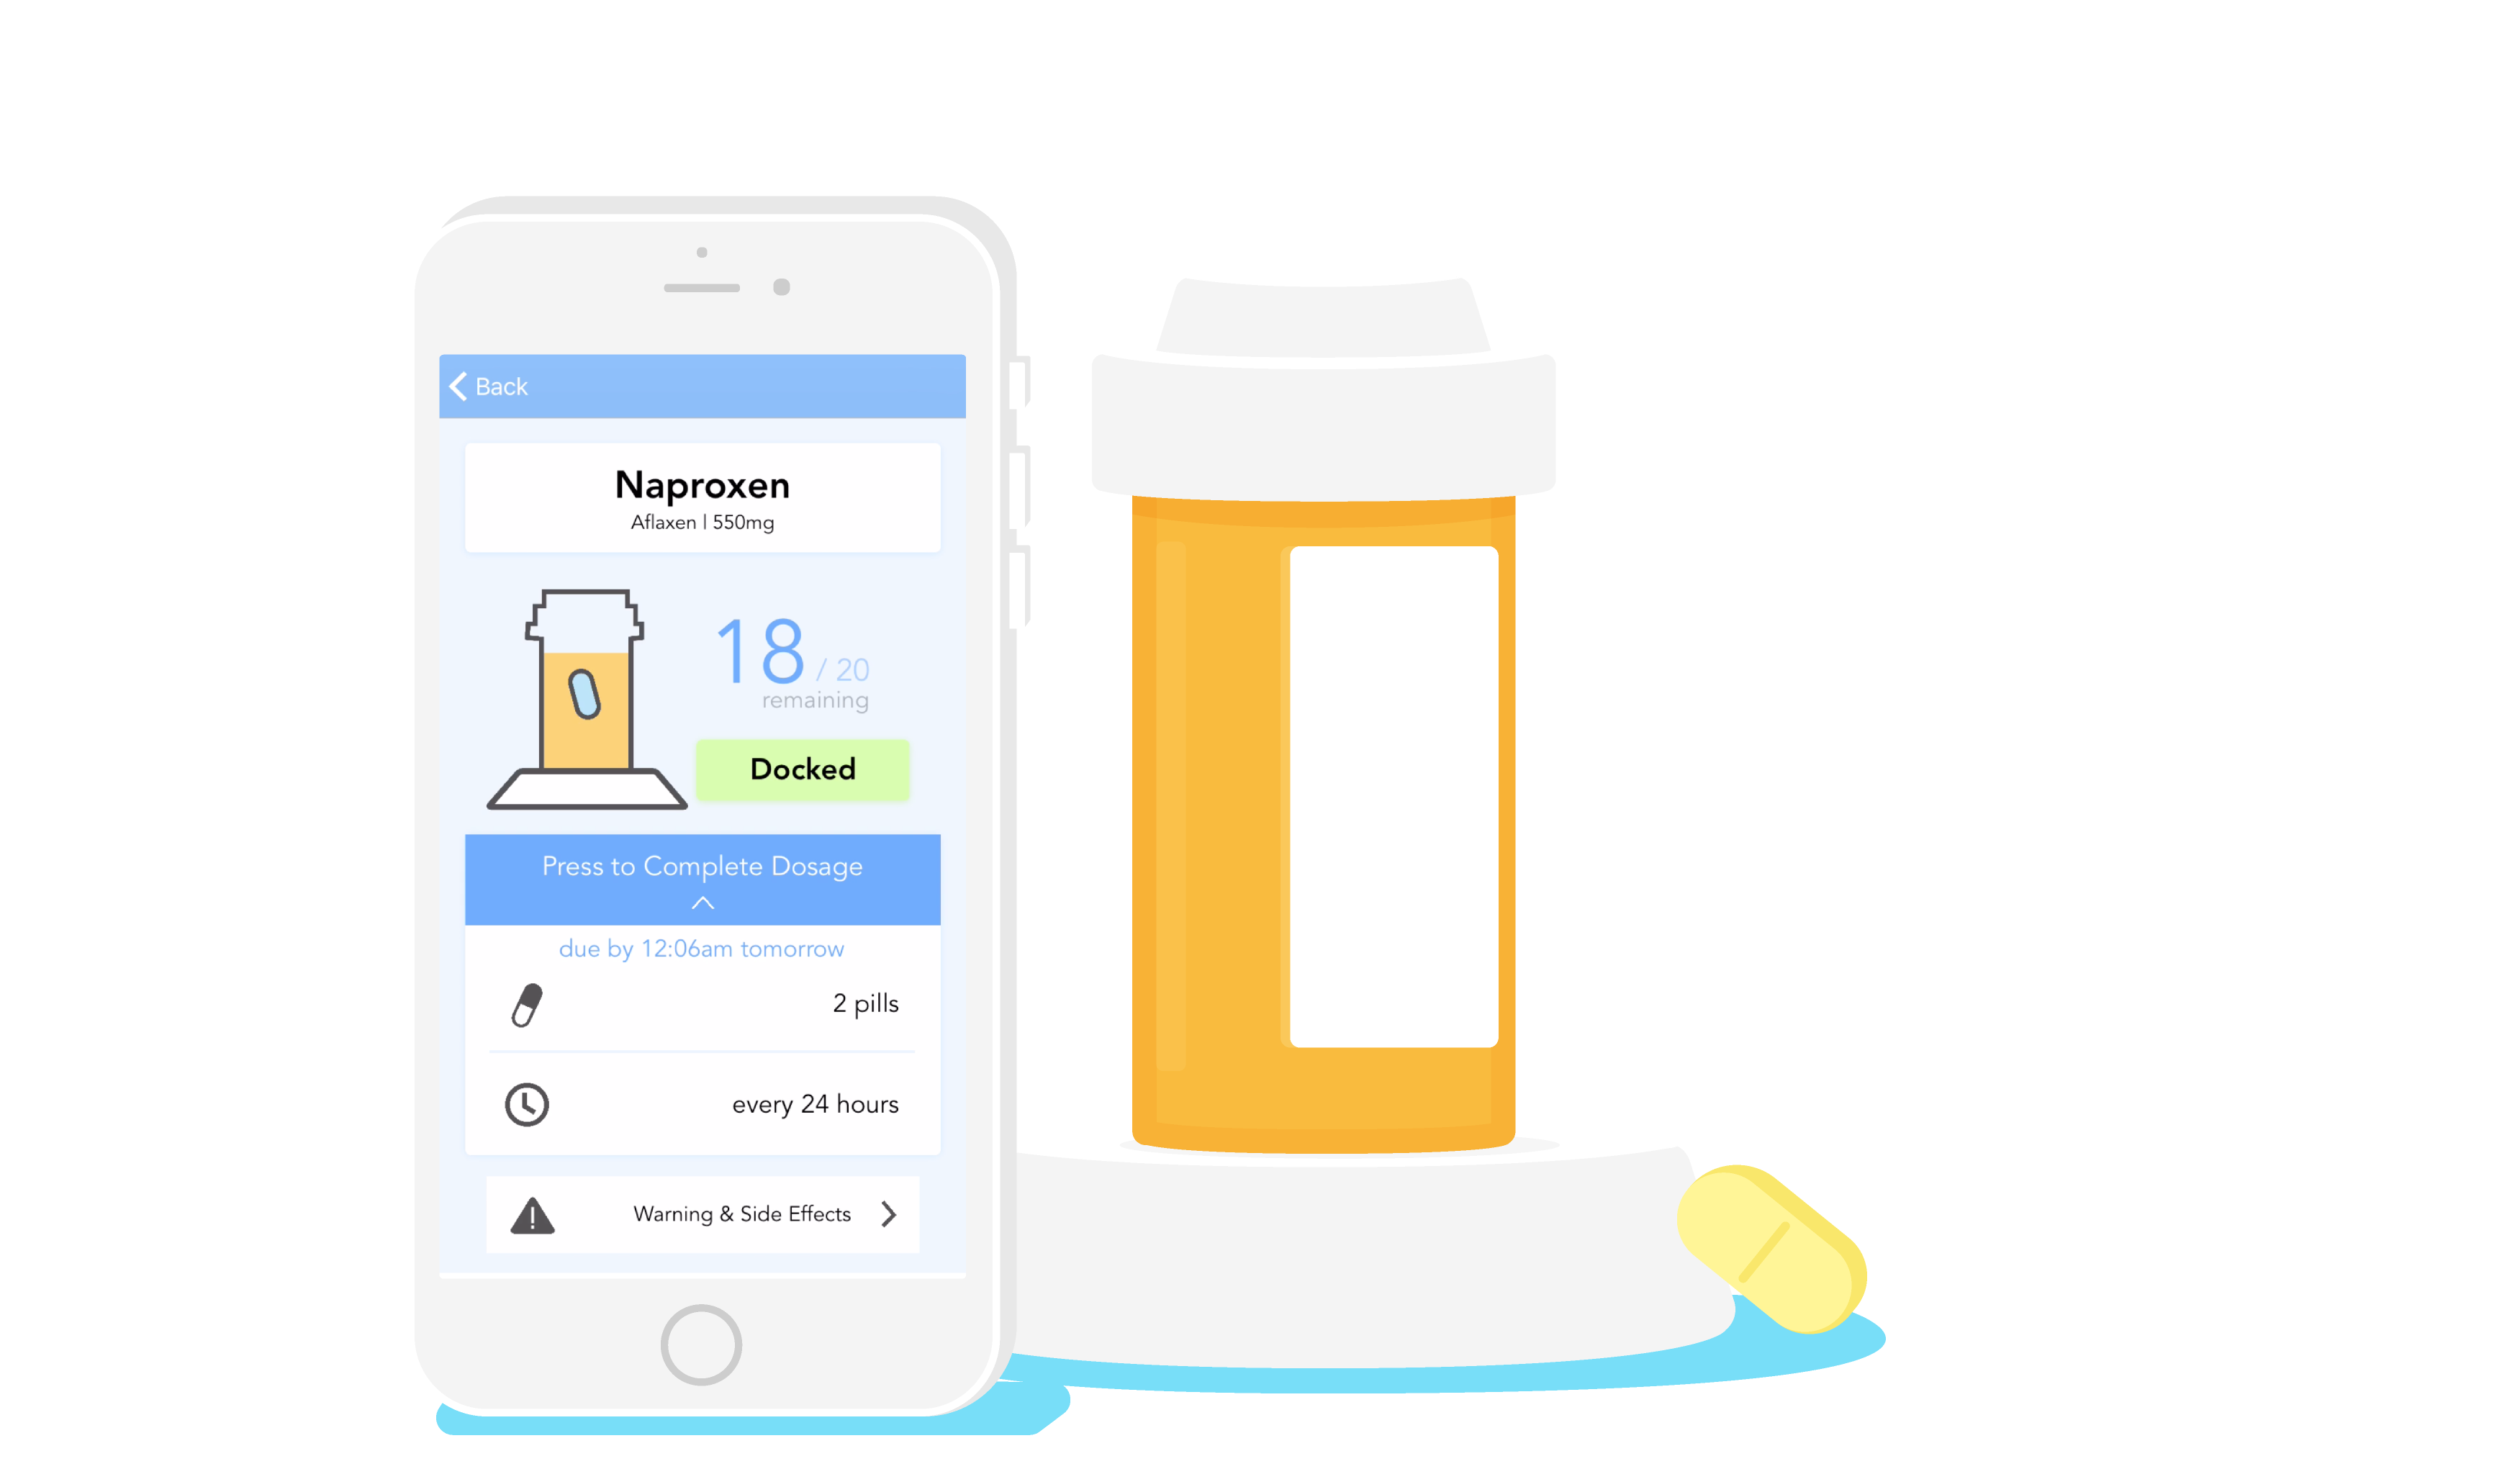 Back
Naproxen
Aflaxen | 550mg
18 / 20
remaining
Docked
Press to Complete Dosage
due by 12:06am tomorrow
2 pills
every 24 hours
Warning & Side Effects